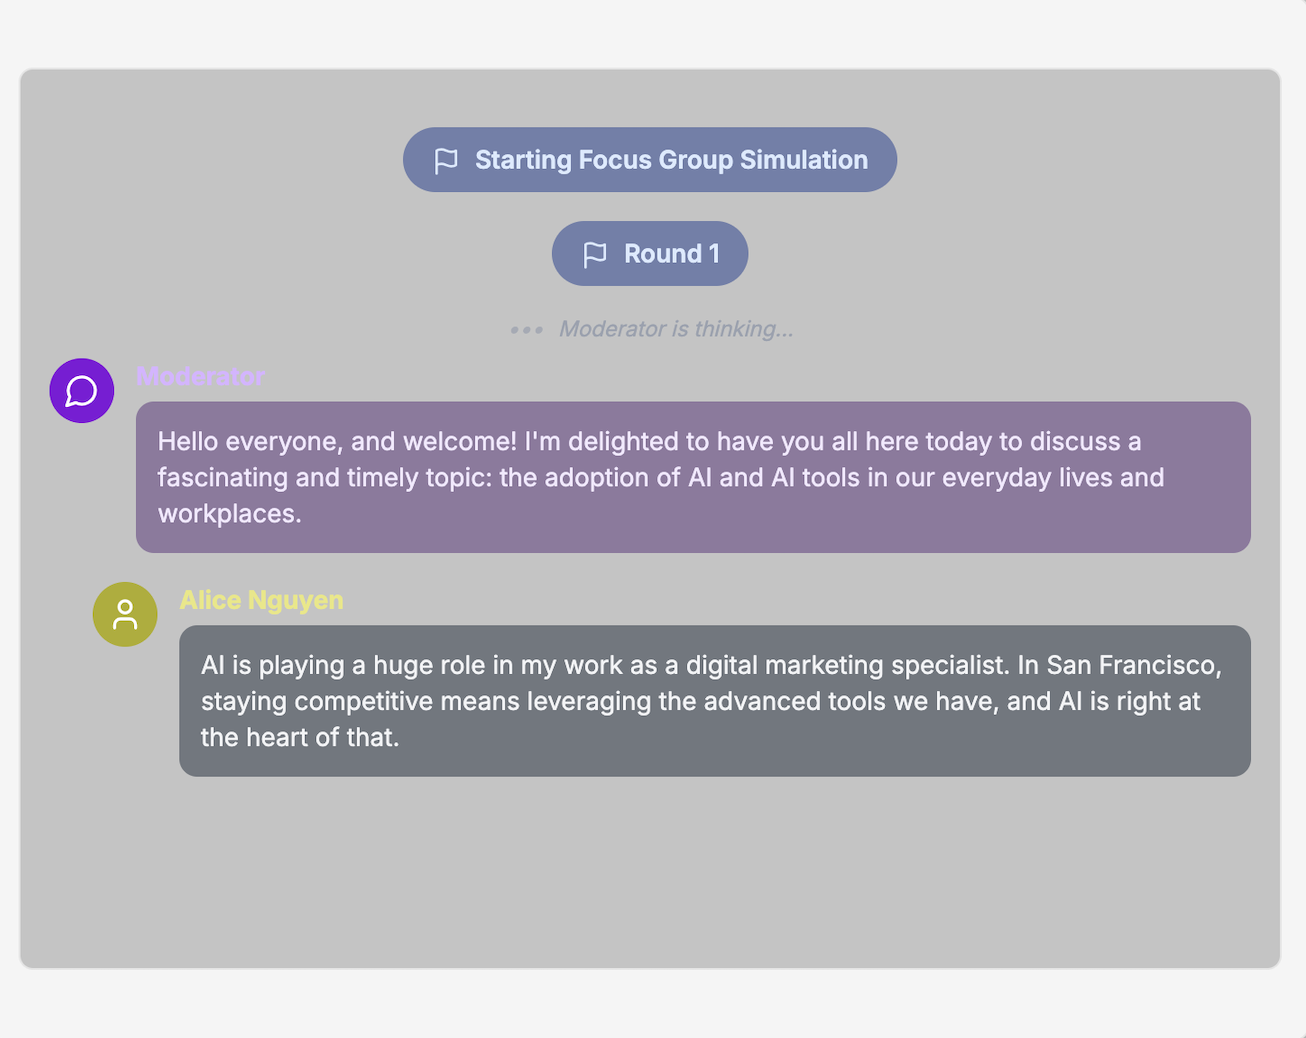 Starting Focus Group Simulation
Round 1
Moderator is thinking...
Moderator
Hello everyone, and welcome! I'm delighted to have you all here today to discuss a
fascinating and timely topic: the adoption of AI and AI tools in our everyday lives and
workplaces.
Alice Nguyen
AI is playing a huge role in my work as a digital marketing specialist. In San Francisco,
staying competitive means leveraging the advanced tools we have, and AI is right at
the heart of that.